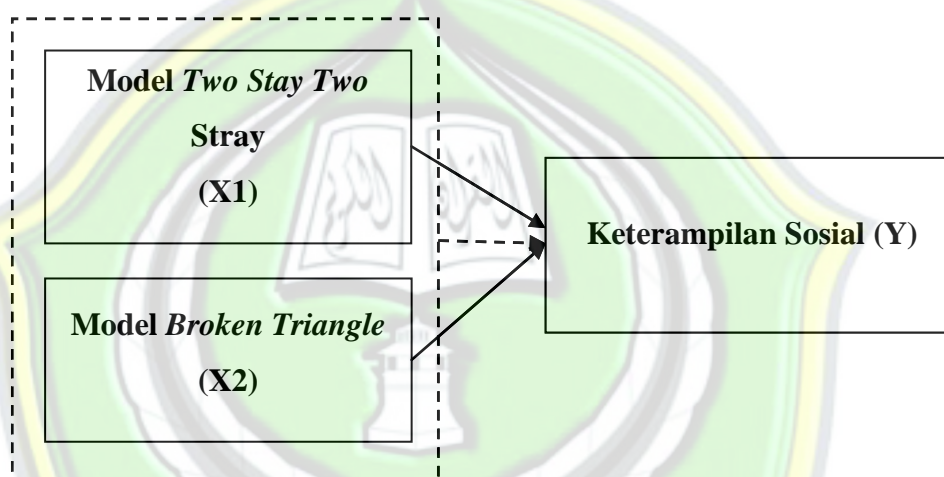 Model Two Stay Two
Stray
(X1)
Keterampilan Sosial (Y)
Model Broken Triangle
(X2)